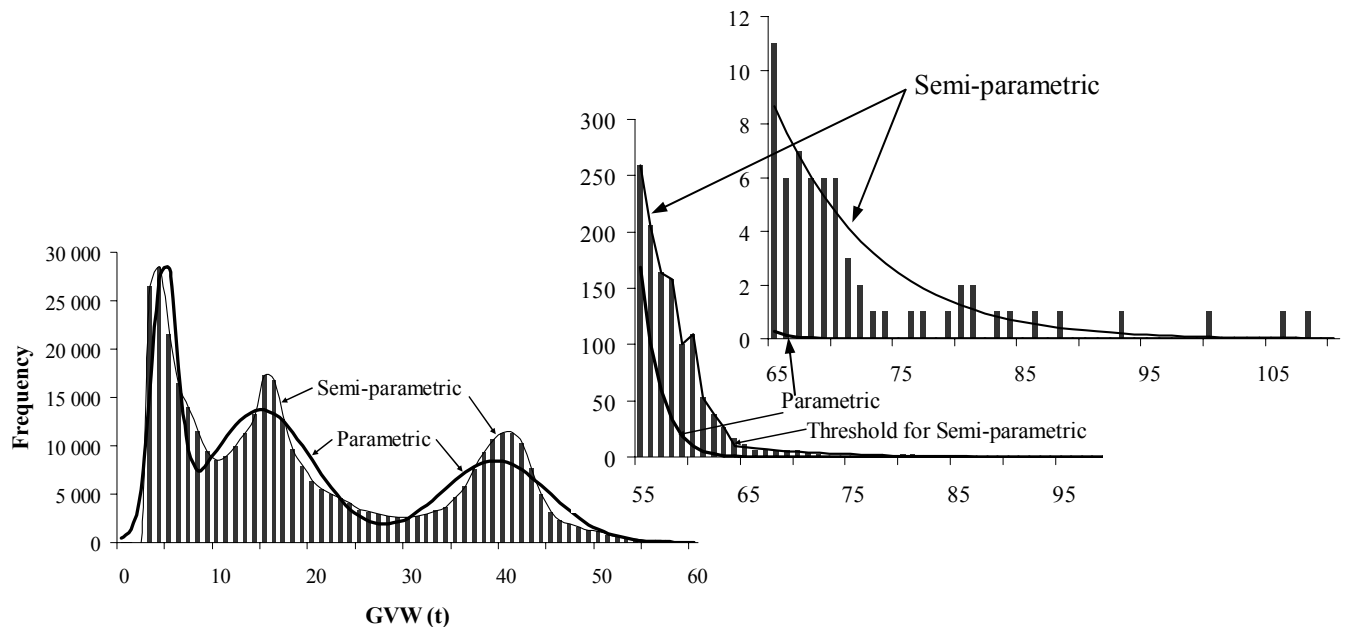 30 000
25 000
20 000
15 000
10 000
5 000
0
Frequency
0 10 20 30 40 50 60
GVW (t)
Semi-parametric
Parametric
300
250
200
150
100
50
0
55 65 75 85 95
Parametric
Threshold for Semi-parametric
12
10
8
6
4
2
0
65 75 85 95 105
Semi-parametric